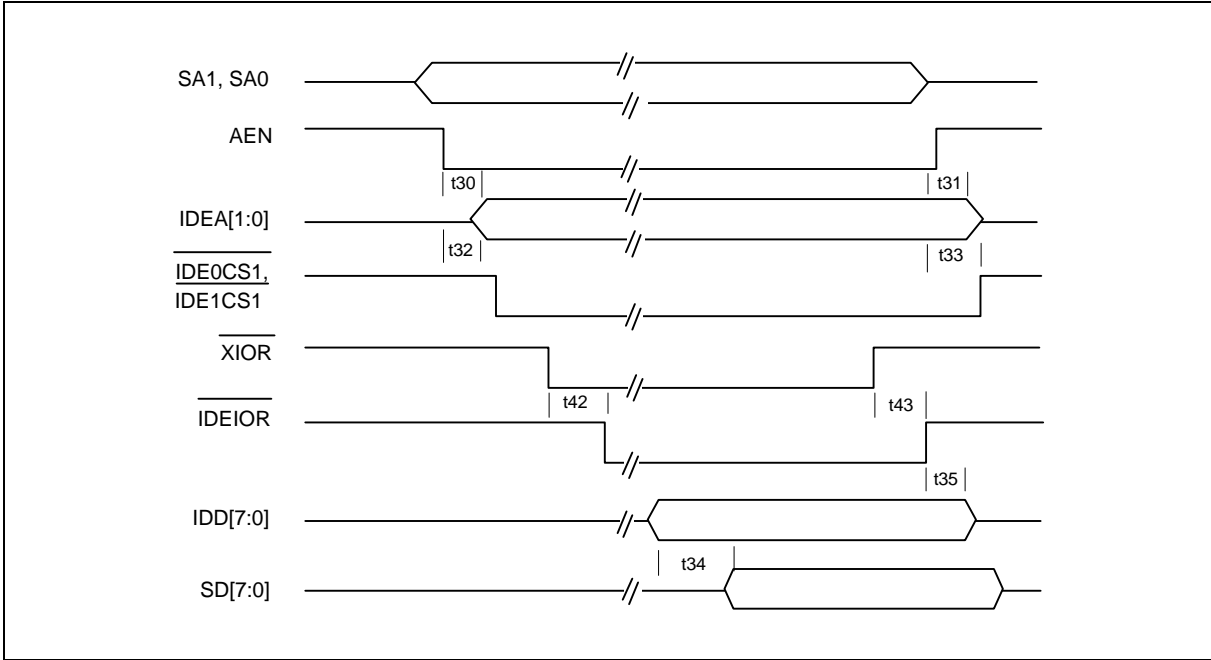 SA1, SA0
AEN
t30
t31
IDEA[1:0]
t32
t33
IDE0CS1,
IDE1CS1
XIOR
t42
t43
IDEIOR
t35
IDD[7:0]
t34
SD[7:0]